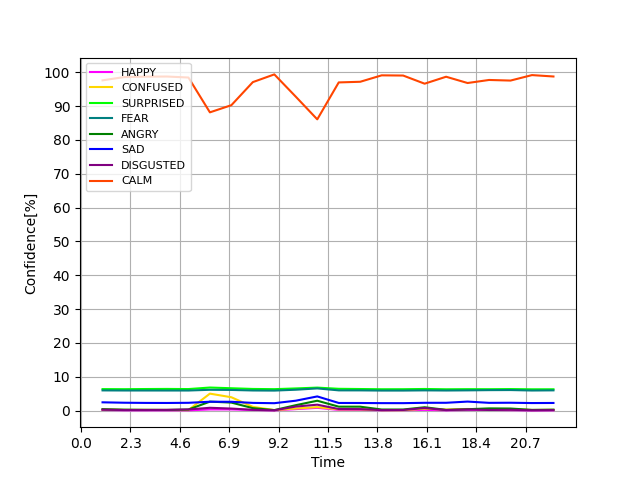 100
90
80
70
60
50
40
30
20
10
0
Confidence[%]
HAPPY
CONFUSED
SURPRISED
FEAR
ANGRY
SAD
DISGUSTED
CALM
0.0 2.3 4.6 6.9 9.2 11.5 13.8 16.1 18.4 20.7
Time